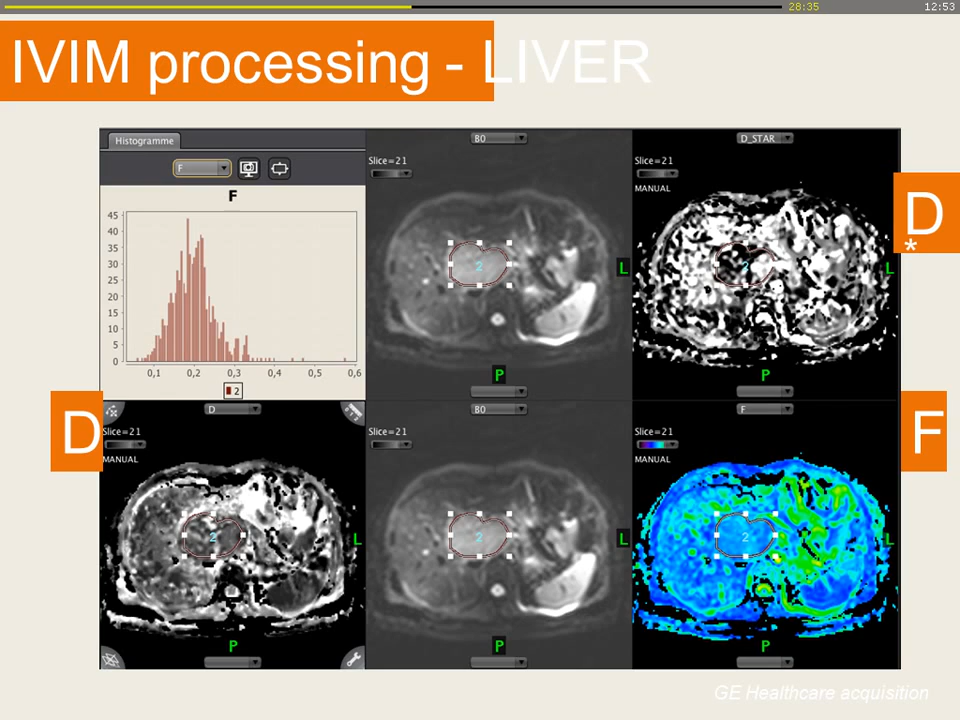 28:35 12:53
IVIM processing - LIVER
Histogramme
F
F
45
40
35
30
25
20
15
10
5
0
0,1 0,2 0,3 0,4 0,5 0,6
2
B0
Slice=21
2
L
P
D_STAR
Slice=21
MANUAL
2
L
P
D
*
D
D
Slice=21
MANUAL
2
L
P
B0
Slice=21
2
L
P
F
Slice=21
MANUAL
2
L
P
F
GE Healthcare acquisition